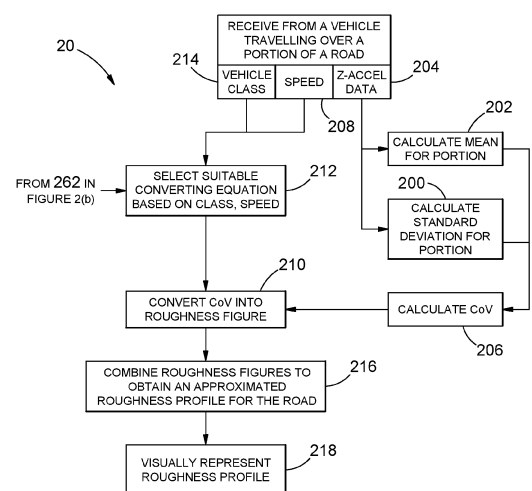 20
RECEIVE FROM A VEHICLE
TRAVELLING OVER A
PORTION OF A ROAD
214
VEHICLE
CLASS
SPEED
Z-ACCEL
DATA
204
208
202
CALCULATE MEAN
FOR PORTION
FROM 262 IN
FIGURE 2(b)
SELECT SUITABLE
CONVERTING EQUATION
BASED ON CLASS, SPEED
212
200
CALCULATE
STANDARD
DEVIATION FOR
PORTION
210
CONVERT CoV INTO
ROUGHNESS FIGURE
CALCULATE CoV
206
COMBINE ROUGHNESS FIGURES TO
OBTAIN AN APPROXIMATED
ROUGHNESS PROFILE FOR THE ROAD
216
VISUALLY REPRESENT
ROUGHNESS PROFILE
218